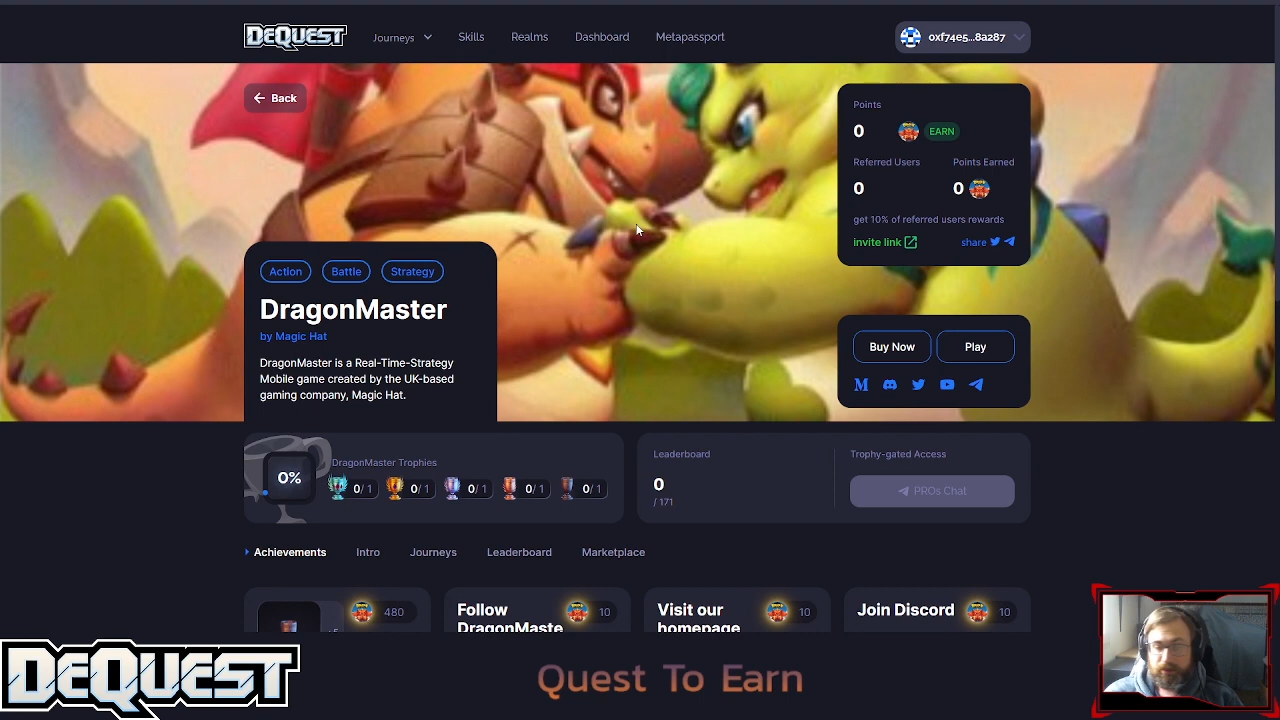 DEQUEST
Journeys
Skills
Realms
Dashboard
Metapassport
0xf74e5...8a287
Back
Points
0
EARN
Referred Users
Points Earned
0
0
get 10% of referred users rewards
invite link
share
Action
Battle
Strategy
DragonMaster
by Magic Hat
DragonMaster is a Real-Time-Strategy
Mobile game created by the UK-based
gaming company, Magic Hat.
Buy Now
Play
0%
DragonMaster Trophies
0/ 1
0/ 1
0/ 1
0/ 1
0/ 1
Leaderboard
0
/ 171
Trophy-gated Access
PROs Chat
Achievements
Intro
Journeys
Leaderboard
Marketplace
480
Follow
DragonMaste
10
Visit our
homepage
10
Join Discord
10
DEQUEST
Quest To Earn